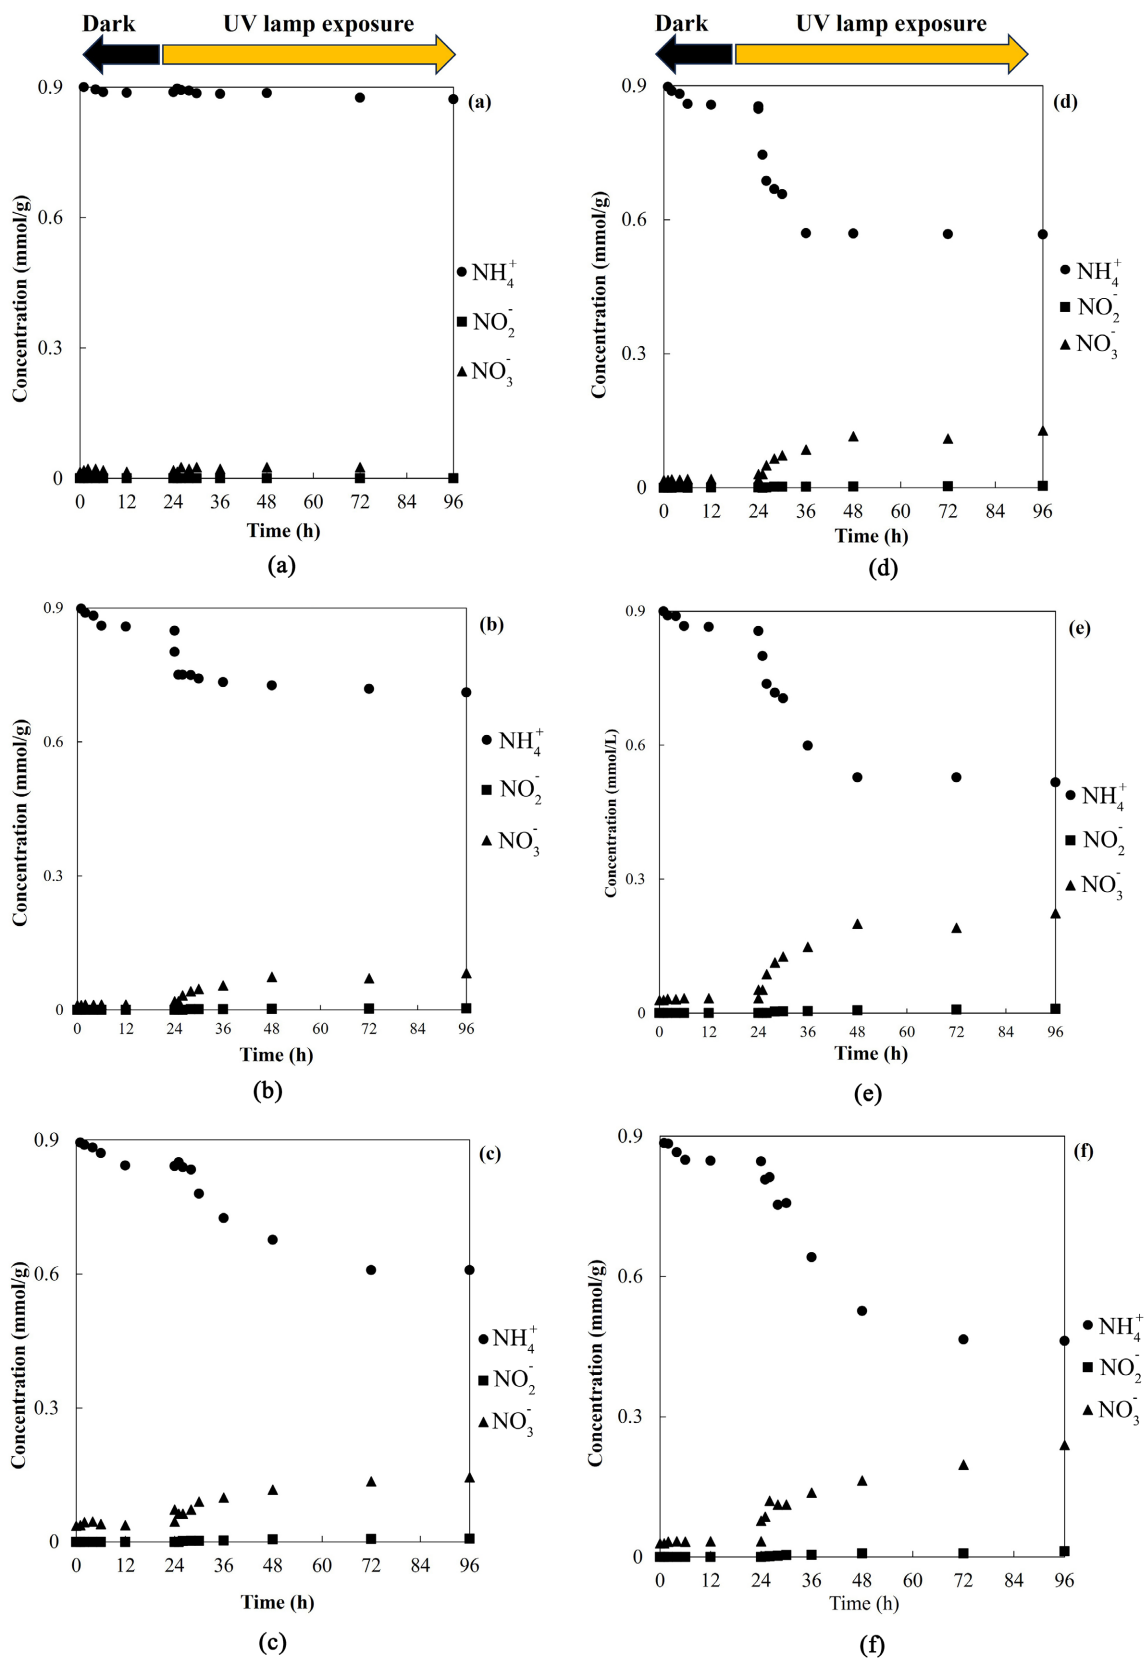 Dark UV lamp exposure
0.9
0.6
0.3
0
Concentration (mmol/g)
(a)
NH₄⁺
NO₂⁻
NO₃⁻
0 12 24 36 48 60 72 84 96
Time (h)
(a)
Dark UV lamp exposure
0.9
0.6
0.3
0
Concentration (mmol/g)
(d)
NH₄⁺
NO₂⁻
NO₃⁻
0 12 24 36 48 60 72 84 96
Time (h)
(d)
0.9
0.6
0.3
0
Concentration (mmol/g)
(b)
NH₄⁺
NO₂⁻
NO₃⁻
0 12 24 36 48 60 72 84 96
Time (h)
(b)
0.9
0.6
0.3
0
Concentration (mmol/L)
(e)
NH₄⁺
NO₂⁻
NO₃⁻
0 12 24 36 48 60 72 84 96
Time (h)
(e)
0.9
0.6
0.3
0
Concentration (mmol/g)
(c)
NH₄⁺
NO₂⁻
NO₃⁻
0 12 24 36 48 60 72 84 96
Time (h)
(c)
0.9
0.6
0.3
0
Concentration (mmol/g)
(f)
NH₄⁺
NO₂⁻
NO₃⁻
0 12 24 36 48 60 72 84 96
Time (h)
(f)